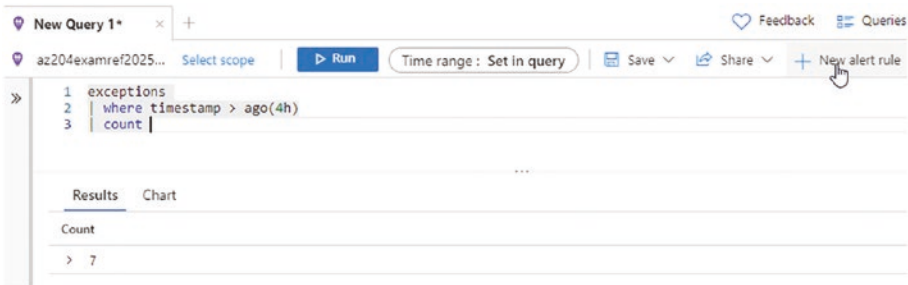 New Query 1* × + Feedback Queries
az204examref2025... Select scope Run Time range : Set in query Save Share + New alert rule
1 exceptions
2 | where timestamp > ago(4h)
3 | count
...
Results Chart
Count
> 7